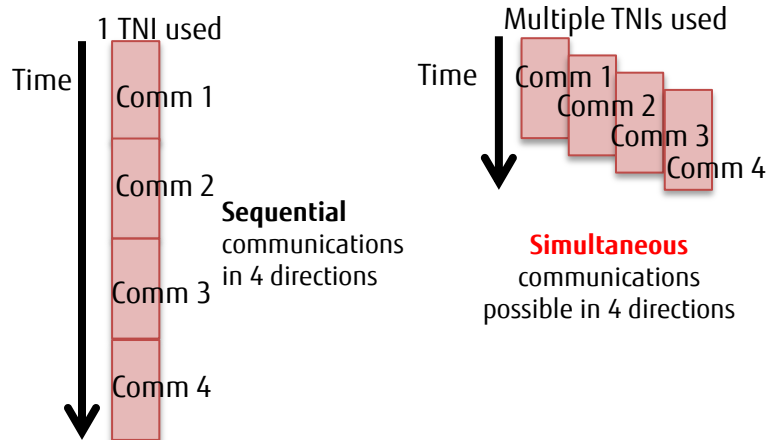 1 TNI used
Time
Comm 1
Comm 2
Comm 3
Comm 4
Sequential
communications
in 4 directions
Multiple TNIs used
Time
Comm 1
Comm 2
Comm 3
Comm 4
Simultaneous
communications
possible in 4 directions